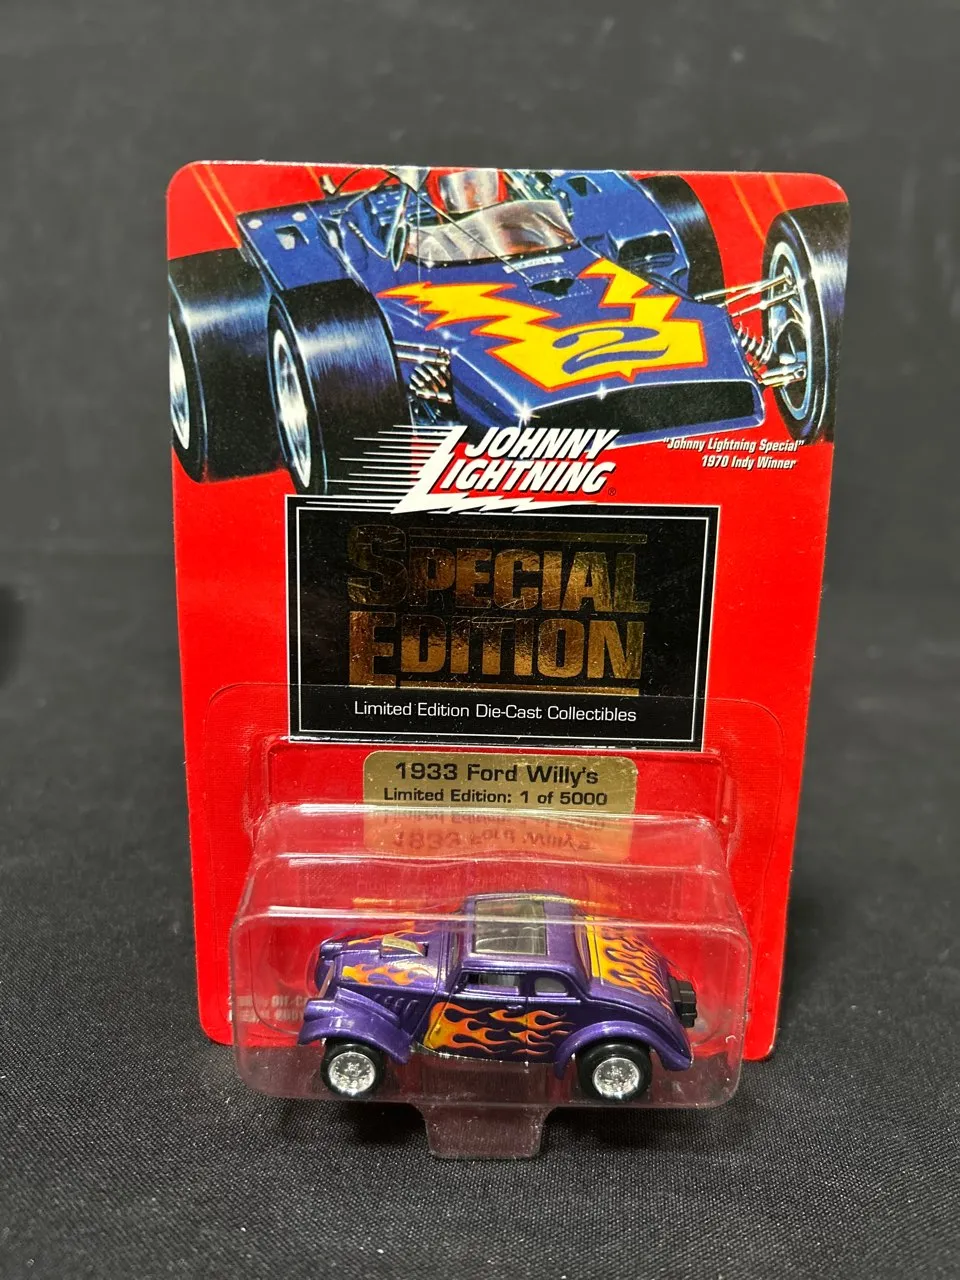 2
JOHNNY
LIGHTNING®
"Johnny Lightning Special"
1970 Indy Winner
SPECIAL
EDITION
Limited Edition Die-Cast Collectibles
1933 Ford Willy's
Limited Edition: 1 of 5000